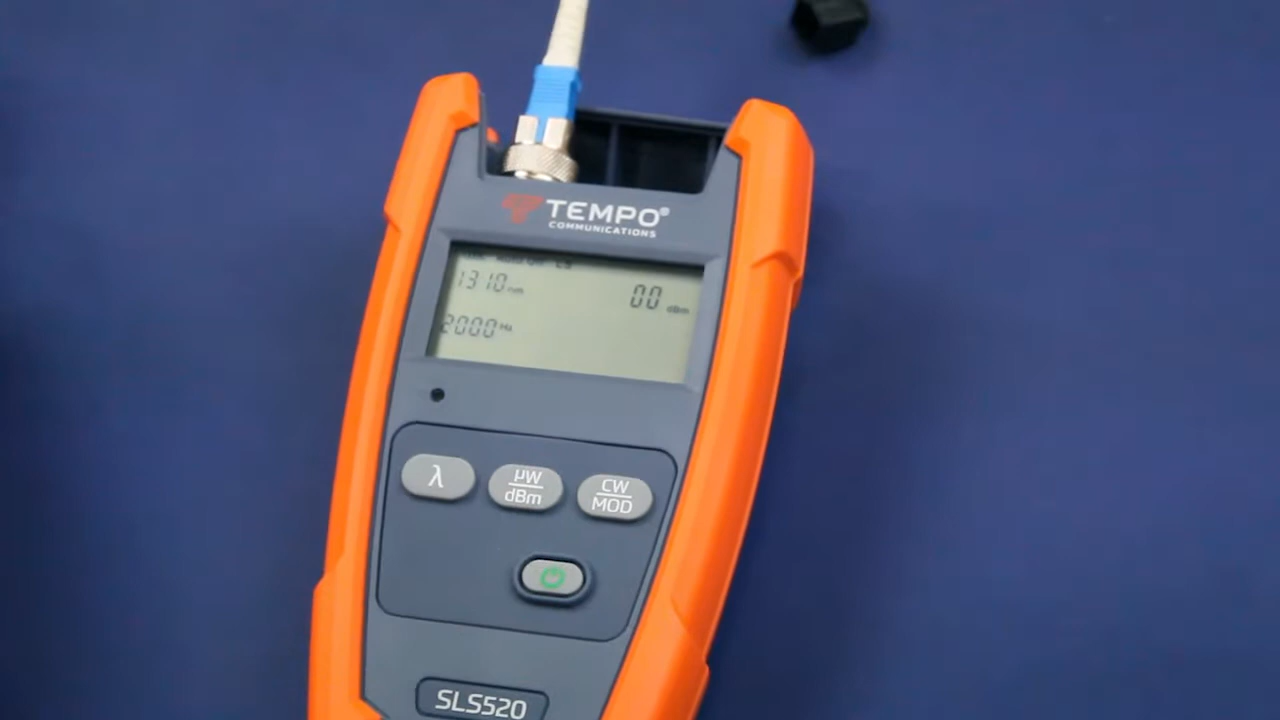 TEMPO®
COMMUNICATIONS
1310 nm
00 dBm
2000 Hz
λ
µW
dBm
CW
MOD
SLS520